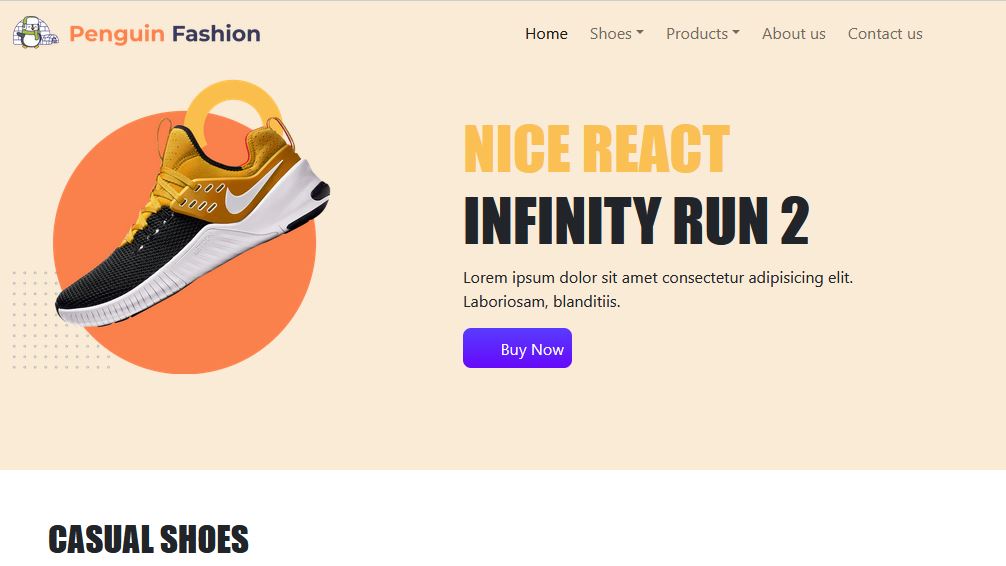 Penguin Fashion
Home Shoes Products About us Contact us
NICE REACT
INFINITY RUN 2
Lorem ipsum dolor sit amet consectetur adipisicing elit.
Laboriosam, blanditiis.
Buy Now
CASUAL SHOES